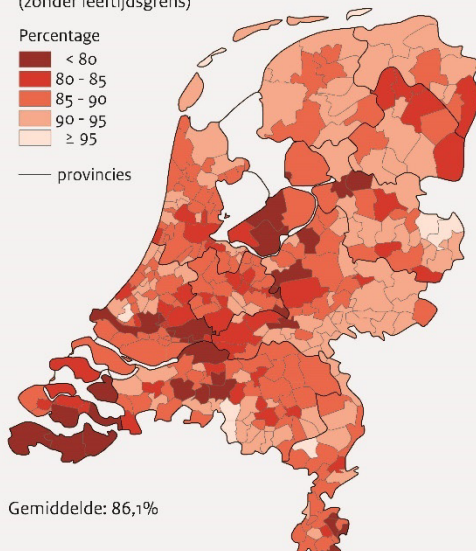 (zonder leeftijdsgrens)
Percentage
< 80
80 - 85
85 - 90
90 - 95
≥ 95
provincies
Gemiddelde: 86,1%